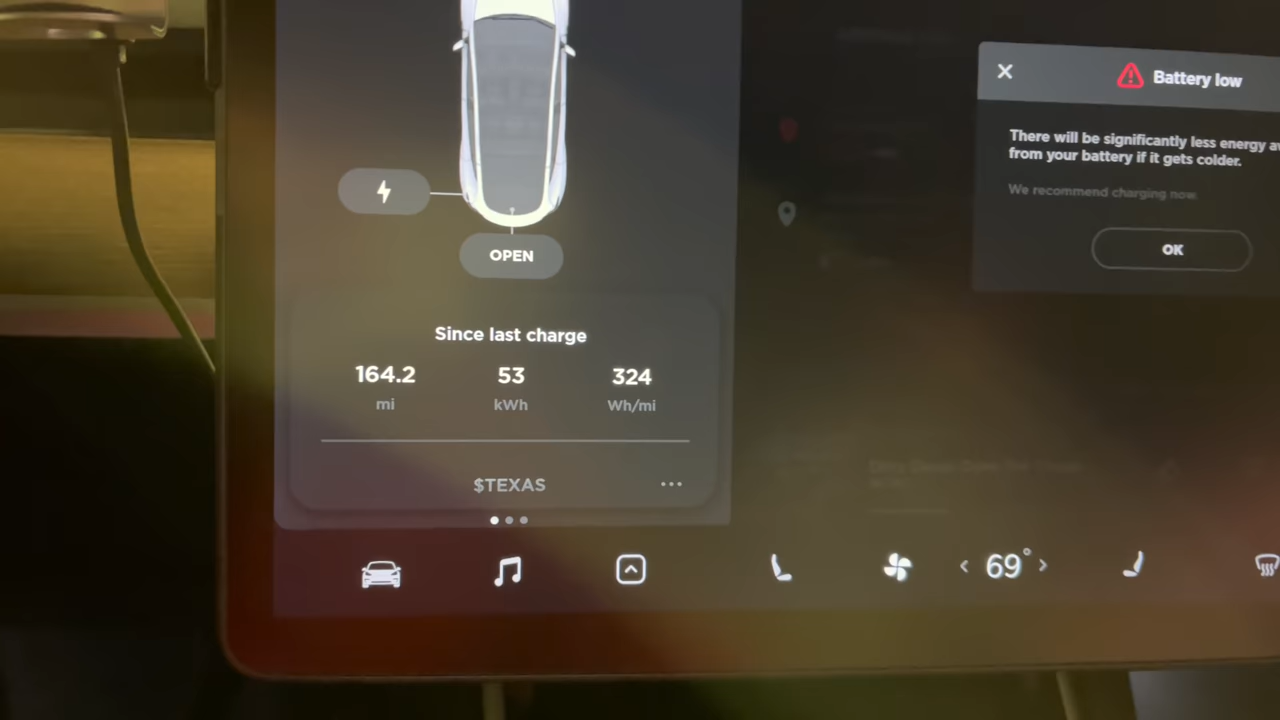 Battery low
There will be significantly less energy
from your battery if it gets colder.
We recommend charging now.
OK
OPEN
Since last charge
164.2 53 324
mi kWh Wh/mi
$TEXAS
69°